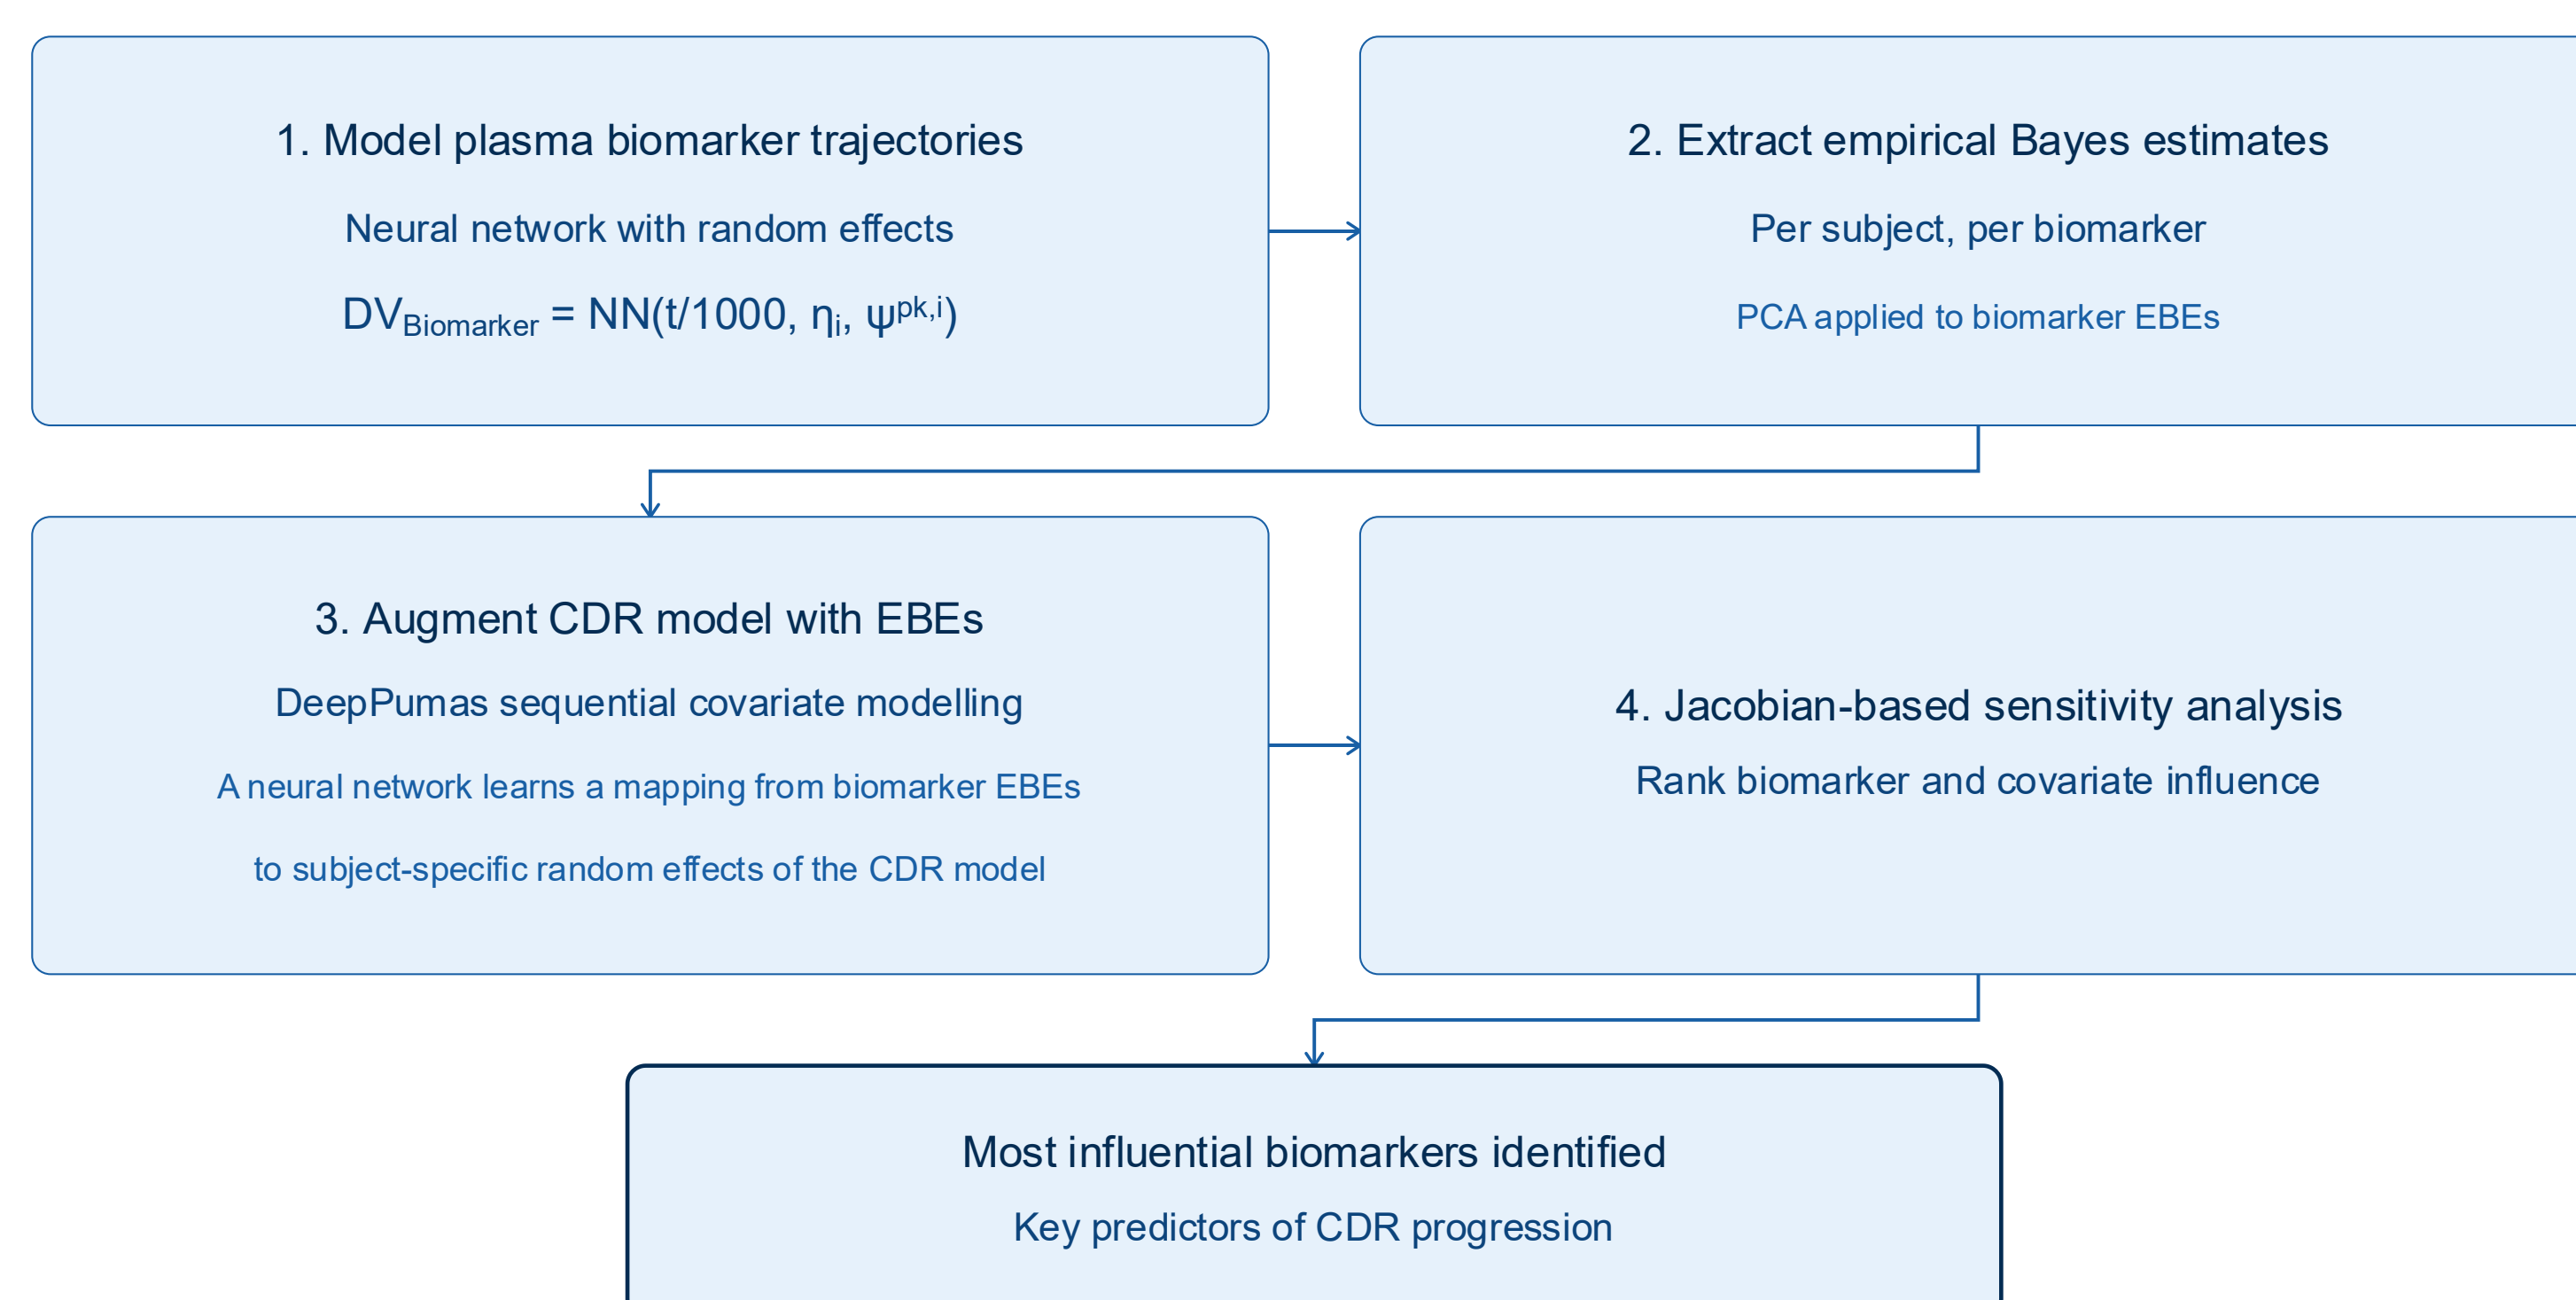 1. Model plasma biomarker trajectories
Neural network with random effects
DV_Biomarker = NN(t/1000, η_i, ψ^pk,i)
2. Extract empirical Bayes estimates
Per subject, per biomarker
PCA applied to biomarker EBEs
3. Augment CDR model with EBEs
DeepPumas sequential covariate modelling
A neural network learns a mapping from biomarker EBEs
to subject-specific random effects of the CDR model
4. Jacobian-based sensitivity analysis
Rank biomarker and covariate influence
Most influential biomarkers identified
Key predictors of CDR progression